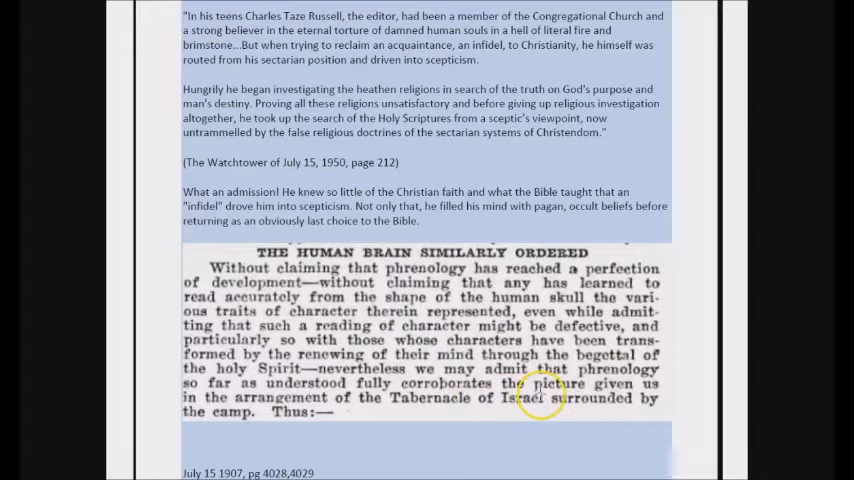 "In his teens Charles Taze Russell, the editor, had been a member of the Congregational Church and
a strong believer in the eternal torture of damned human souls in a hell of literal fire and
brimstone...But when trying to reclaim an acquaintance, an infidel, to Christianity, he himself was
routed from his sectarian position and driven into scepticism.
Hungrily he began investigating the heathen religions in search of the truth on God's purpose and
man's destiny. Proving all these religions unsatisfactory and before giving up religious investigation
altogether, he took up the search of the Holy Scriptures from a sceptic's viewpoint, now
untrammelled by the false religious doctrines of the sectarian systems of Christendom."
(The Watchtower of July 15, 1950, page 212)
What an admission! He knew so little of the Christian faith and what the Bible taught that an
"infidel" drove him into scepticism. Not only that, he filled his mind with pagan, occult beliefs before
returning as an obviously last choice to the Bible.
THE HUMAN BRAIN SIMILARLY ORDERED
Without claiming that phrenology has reached a perfection
of development—without claiming that any has learned to
read accurately from the shape of the human skull the vari-
ous traits of character therein represented, even while admit-
ting that such a reading of character might be defective, and
particularly so with those whose characters have been trans-
formed by the renewing of their mind through the begettal of
the holy Spirit—nevertheless we may admit that phrenology
so far as understood fully corroborates the picture given us
in the arrangement of the Tabernacle of Israel surrounded by
the camp. Thus:—
July 15 1907, pg 4028,4029